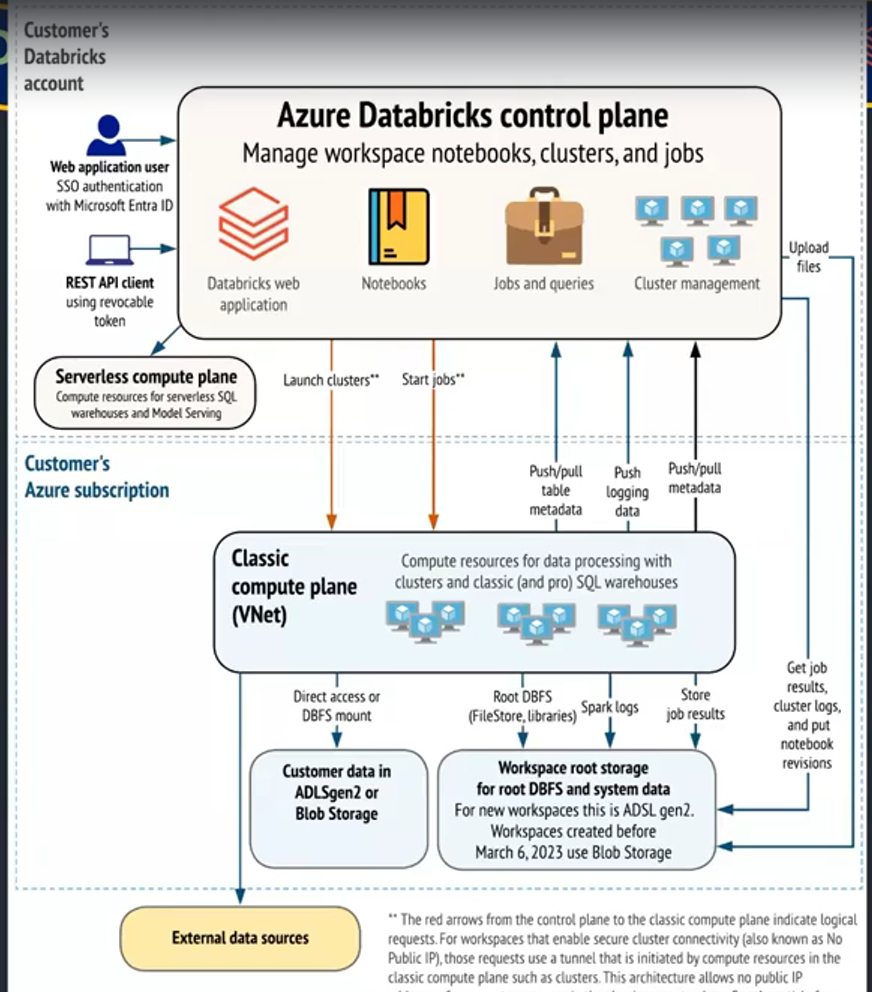 Customer's
Databricks
account
Azure Databricks control plane
Manage workspace notebooks, clusters, and jobs
Web application user
SSO authentication
with Microsoft Entra ID
REST API client
using revocable
token
Databricks web
application
Notebooks
Jobs and queries
Cluster management
Upload
files
Serverless compute plane
Compute resources for serverless SQL
warehouses and Model Serving
Launch clusters**
Start jobs**
Customer's
Azure subscription
Push/pull
table
metadata
Push
logging
data
Push/pull
metadata
Classic
compute plane
(VNet)
Compute resources for data processing with
clusters and classic (and pro) SQL warehouses
Direct access or
DBFS mount
Root DBFS
(FileStore, libraries)
Spark logs
Store
job results
Get job
results,
cluster logs,
and put
notebook
revisions
Customer data in
ADLSgen2 or
Blob Storage
Workspace root storage
for root DBFS and system data
For new workspaces this is ADSL gen2.
Workspaces created before
March 6, 2023 use Blob Storage
External data sources
** The red arrows from the control plane to the classic compute plane indicate logical
requests. For workspaces that enable secure cluster connectivity (also known as No
Public IP), those requests use a tunnel that is initiated by compute resources in the
classic compute plane such as clusters. This architecture allows no public IP